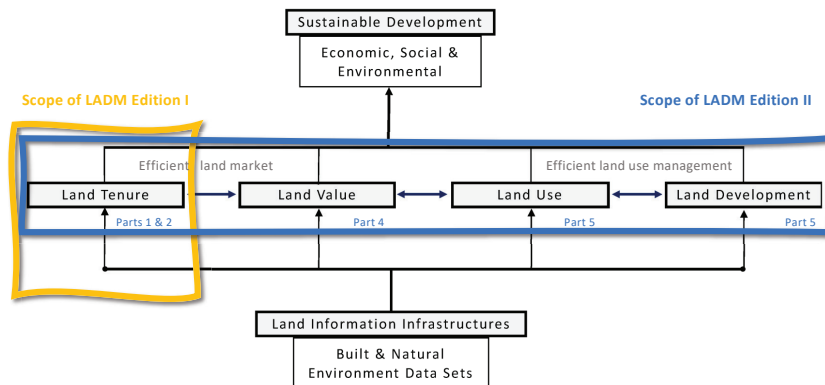 Sustainable Development
Economic, Social &
Environmental
Scope of LADM Edition I
Scope of LADM Edition II
Efficient land market
Efficient land use management
Land Tenure
Land Value
Land Use
Land Development
Parts 1 & 2
Part 4
Part 5
Part 5
Land Information Infrastructures
Built & Natural
Environment Data Sets